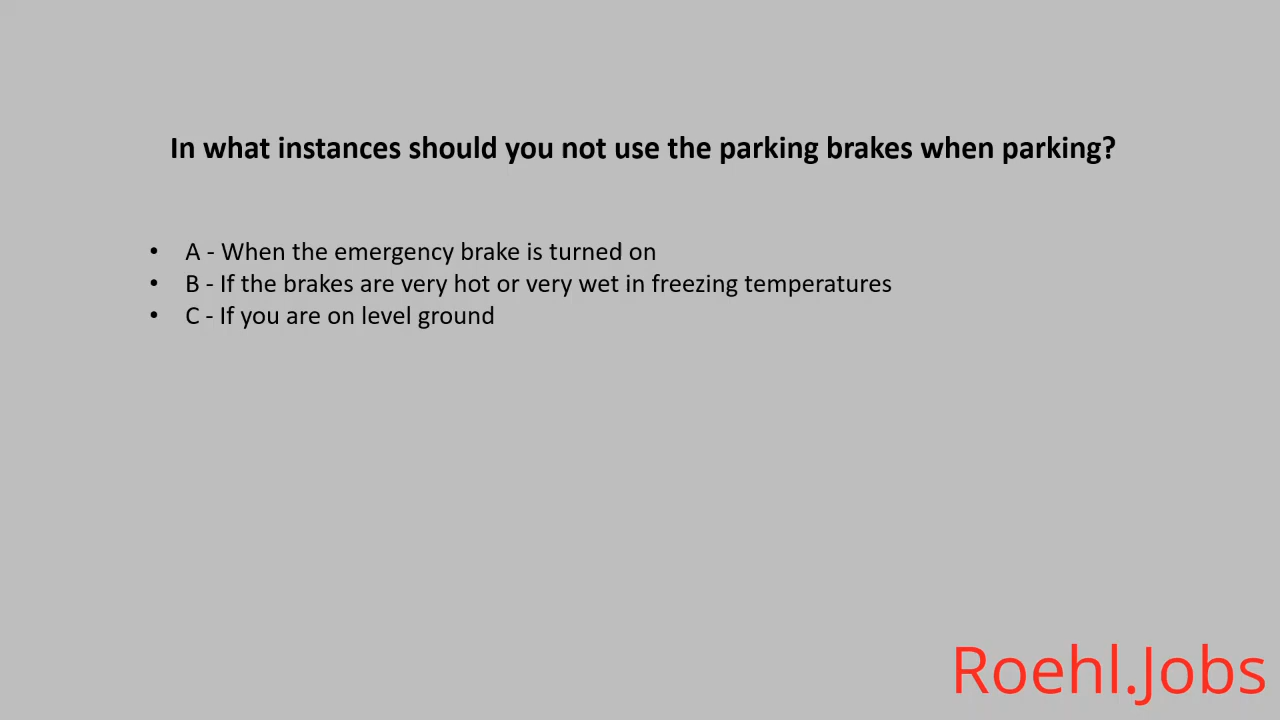 In what instances should you not use the parking brakes when parking?
• A - When the emergency brake is turned on
• B - If the brakes are very hot or very wet in freezing temperatures
• C - If you are on level ground
Roehl.Jobs